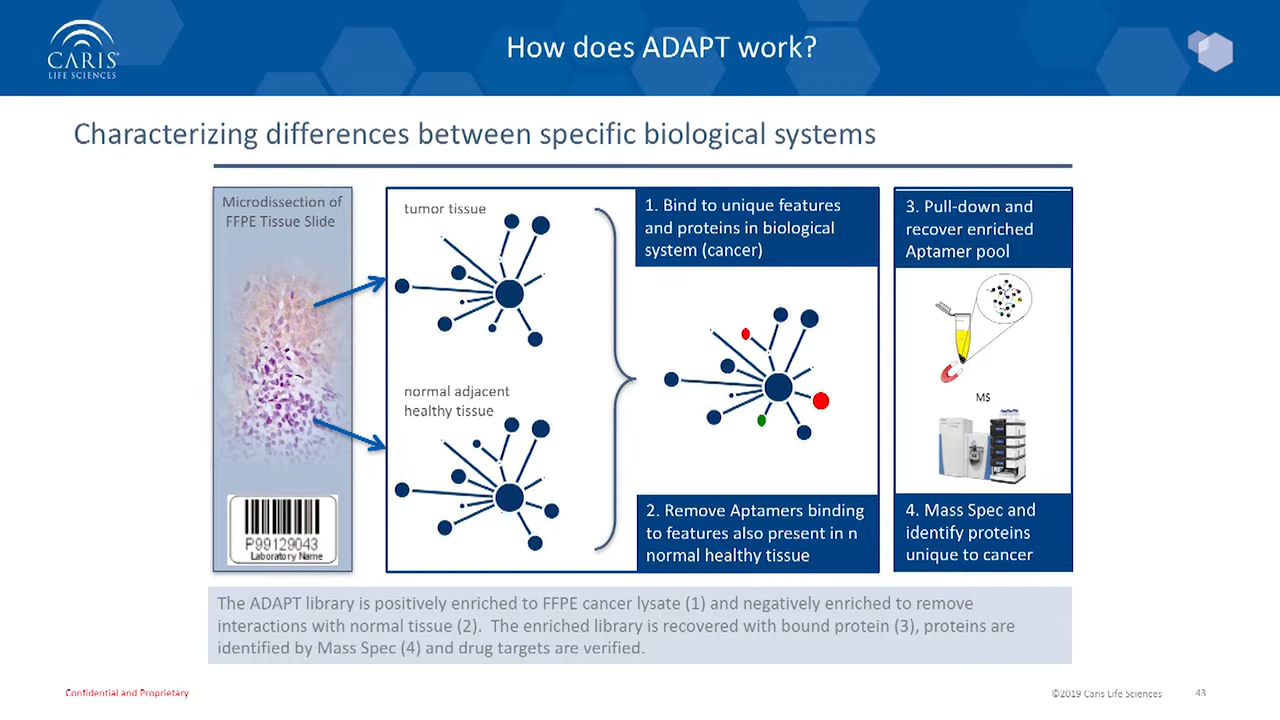 CARIS
LIFE SCIENCES
How does ADAPT work?
Characterizing differences between specific biological systems
Microdissection of
FFPE Tissue Slide
P99129043
Laboratory Name
tumor tissue
normal adjacent
healthy tissue
1. Bind to unique features
and proteins in biological
system (cancer)
2. Remove Aptamers binding
to features also present in n
normal healthy tissue
3. Pull-down and
recover enriched
Aptamer pool
MS
4. Mass Spec and
identify proteins
unique to cancer
The ADAPT library is positively enriched to FFPE cancer lysate (1) and negatively enriched to remove
interactions with normal tissue (2). The enriched library is recovered with bound protein (3), proteins are
identified by Mass Spec (4) and drug targets are verified.
Confidential and Proprietary
©2019 Caris Life Sciences
43